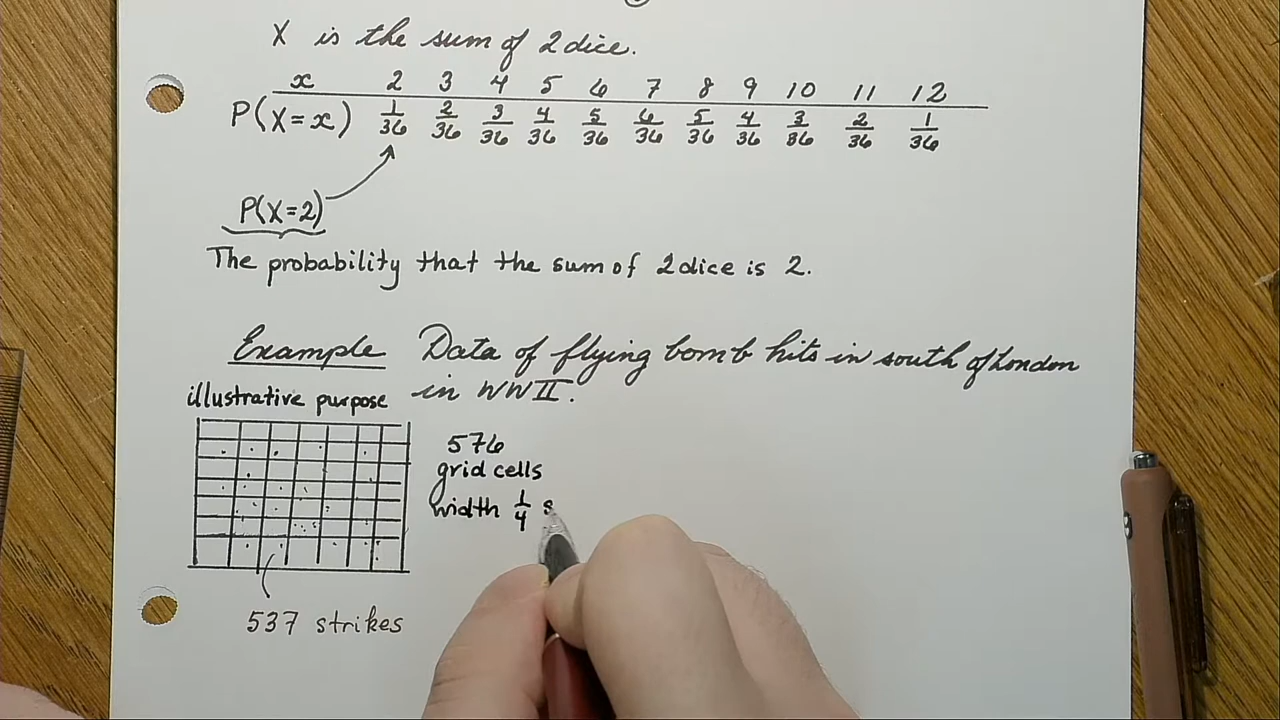 X is the sum of 2 dice.
x 2 3 4 5 6 7 8 9 10 11 12
P(X=x) 1/36 2/36 3/36 4/36 5/36 6/36 5/36 4/36 3/36 2/36 1/36
P(X=2)
The probability that the sum of 2 dice is 2.
Example Data of flying bomb hits in south of London
in WWII.
illustrative purpose
576
grid cells
width 1/4 s
537 strikes